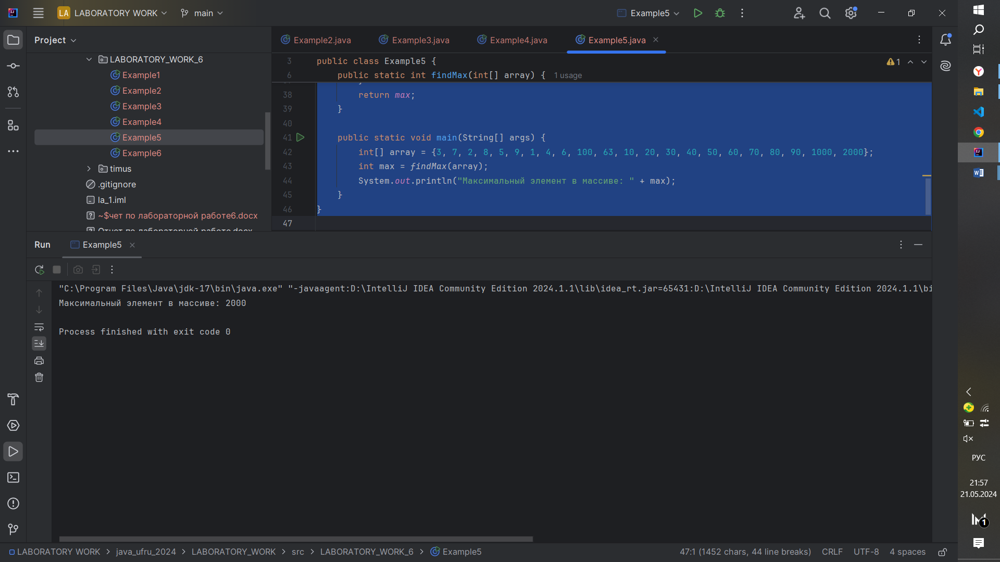 LA LABORATORY WORK main Example5
Project
LABORATORY_WORK_6
Example1
Example2
Example3
Example4
Example5
Example6
timus
.gitignore
la_1.iml
~$чет по лабораторной работе6.docx
Отчет по лабораторной работе.docx
Example2.java Example3.java Example4.java Example5.java
3 public class Example5 {
6 public static int findMax(int[] array) { 1 usage
1
38 return max;
39 }
40
41 public static void main(String[] args) {
42 int[] array = {3, 7, 2, 8, 5, 9, 1, 4, 6, 100, 63, 10, 20, 30, 40, 50, 60, 70, 80, 90, 1000, 2000};
43 int max = findMax(array);
44 System.out.println("Максимальный элемент в массиве: " + max);
45 }
46 }
47
Run Example5
"C:\Program Files\Java\jdk-17\bin\java.exe" "-javaagent:D:\IntelliJ IDEA Community Edition 2024.1.1\lib\idea_rt.jar=65431:D:\IntelliJ IDEA Community Edition 2024.1.1\bi
Максимальный элемент в массиве: 2000
Process finished with exit code 0
LABORATORY WORK > java_ufru_2024 > LABORATORY_WORK > src > LABORATORY_WORK_6 > Example5
47:1 (1452 chars, 44 line breaks) CRLF UTF-8 4 spaces
РУС
21:57
21.05.2024
1